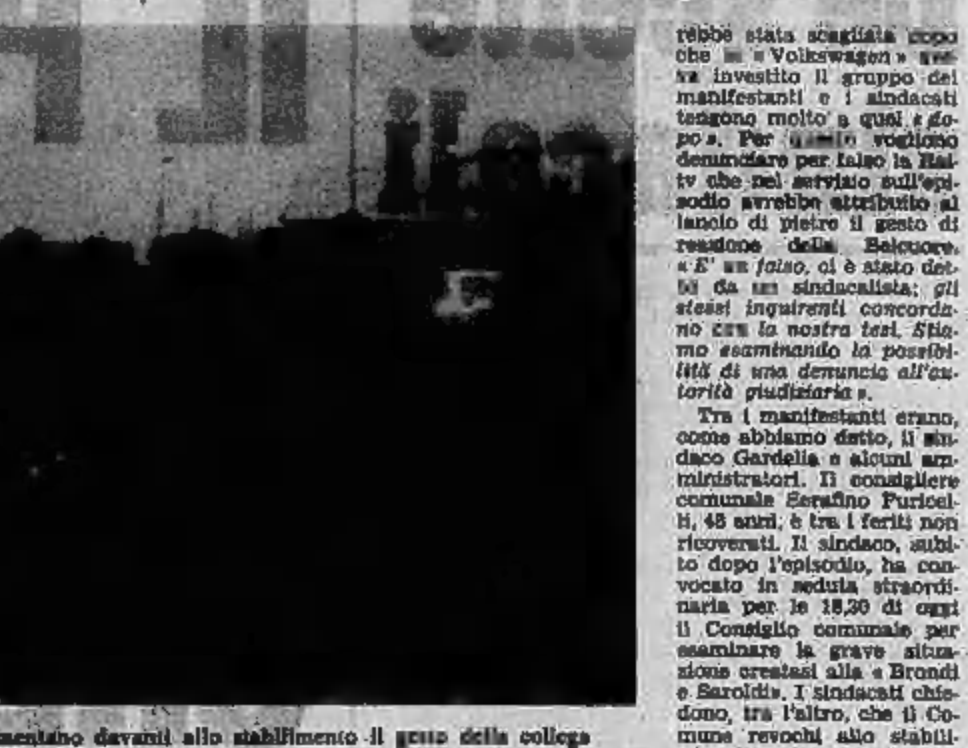 rebbe stata scagliata dopo
che la « Volkswagen » ave-
va investito il gruppo dei
manifestanti e i sindacati
tengono molto a quel « do-
po ». Per questo vogliono
denunciare per falso la Rai-
tv che nel servizio sull'epi-
sodio avrebbe attribuito al
lancio di pietre il gesto di
reazione della Belcuore.
« E' un falso, ci è stato det-
to da un sindacalista; gli
stessi inquirenti concorda-
no con la nostra tesi. Stia-
mo esaminando la possibi-
lità di una denuncia all'au-
torità giudiziaria ».
Tra i manifestanti erano,
come abbiamo detto, il sin-
daco Gardella e alcuni am-
ministratori. Il consigliere
comunale Serafino Puricel-
li, 45 anni; è tra i feriti non
ricoverati. Il sindaco, subi-
to dopo l'episodio, ha con-
vocato in seduta straordi-
naria per le 18,30 di oggi
il Consiglio comunale per
esaminare la grave situa-
zione creatasi alla « Brondi
e Saroldi». I sindacati chie-
dono, tra l'altro, che il Co-
mune revochi allo stabili-
mentano davanti allo stabilimento il gesto della collega